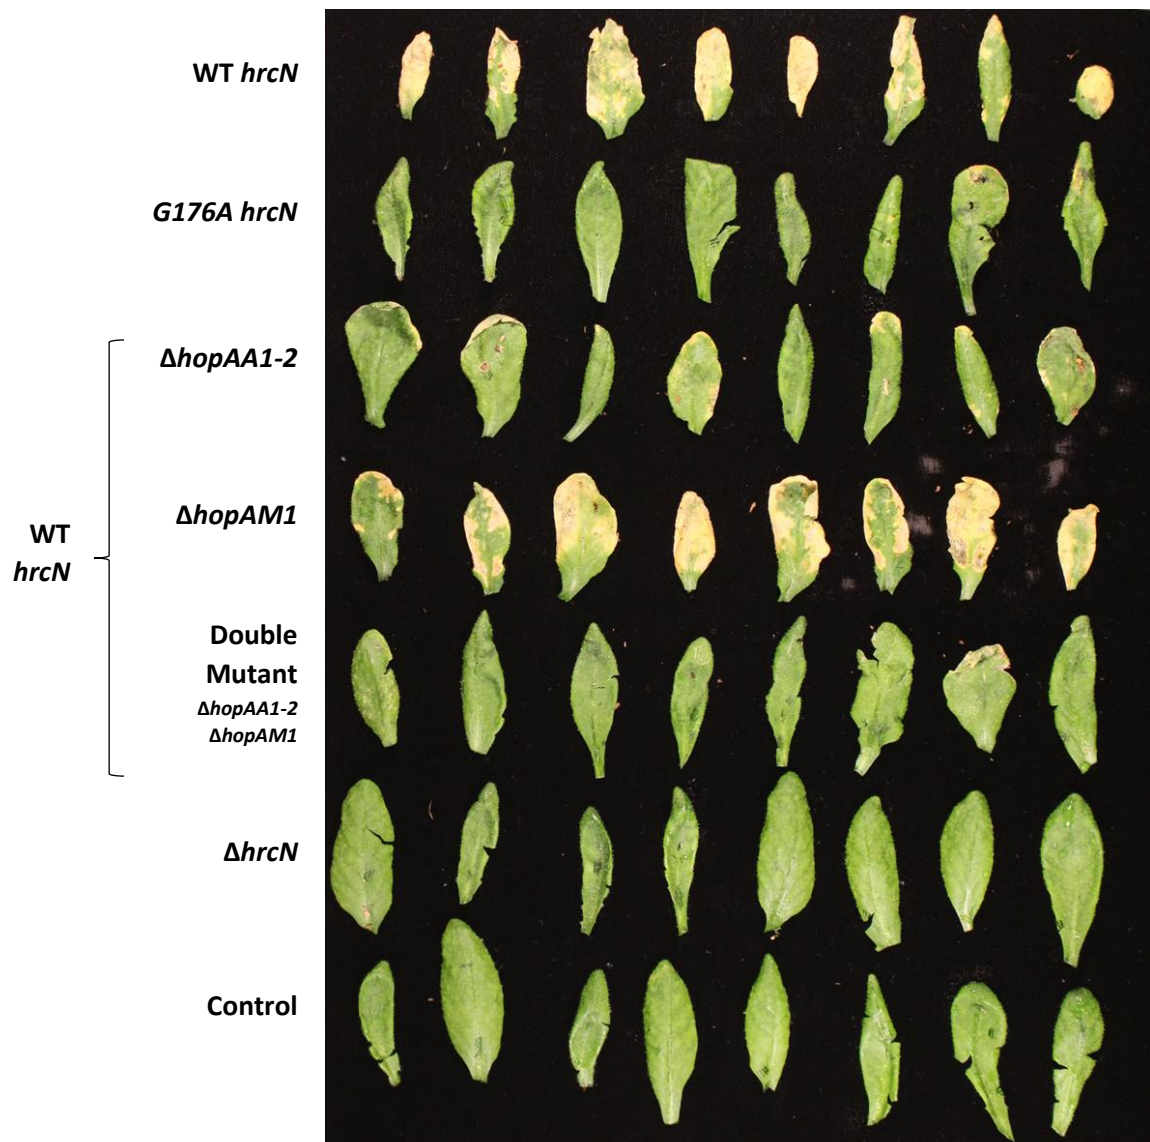 WT hrcN
G176A hrcN
ΔhopAA1-2
ΔhopAM1
WT
hrcN
Double
Mutant
ΔhopAA1-2
ΔhopAM1
ΔhrcN
Control